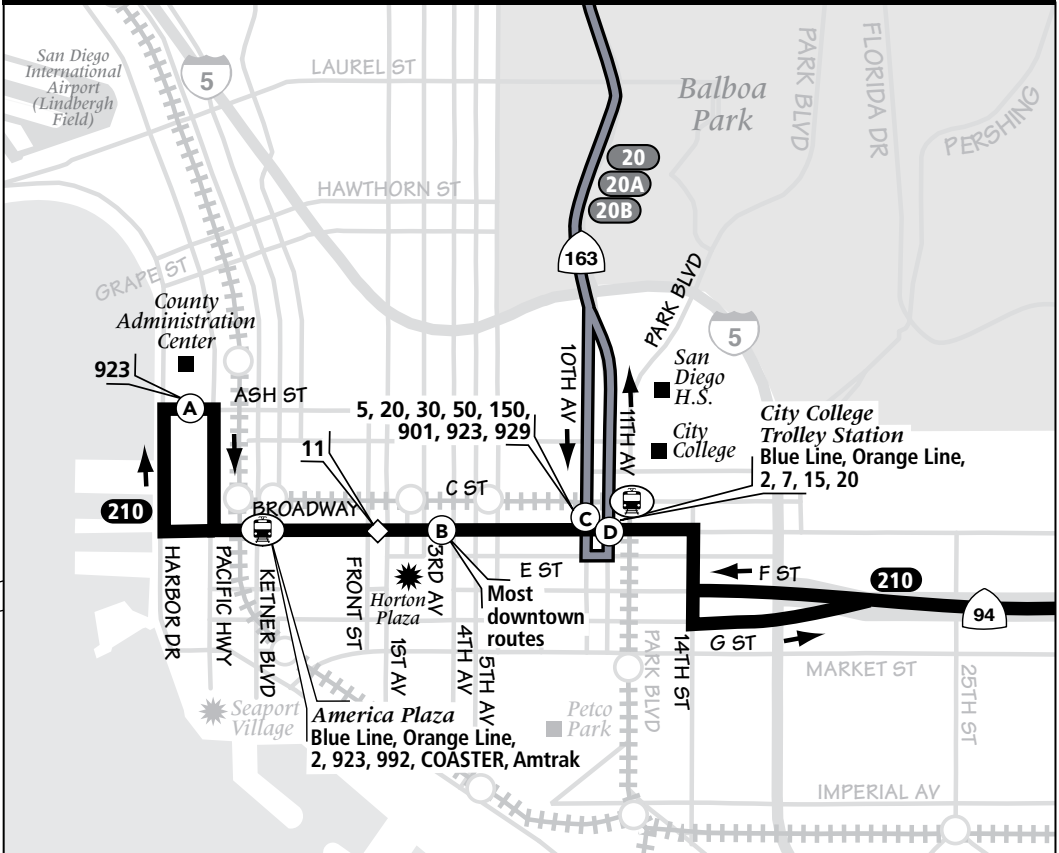 San Diego
International
Airport
(Lindbergh
Field)
5
LAUREL ST
Balboa
Park
PARK BLVD
FLORIDA DR
PERSHING
20
20A
20B
HAWTHORN ST
163
GRAPE ST
PARK BLVD
County
Administration
Center
5
923
A
ASH ST
10TH AV
11TH AV
San
Diego
H.S.
City
College
5, 20, 30, 50, 150,
901, 923, 929
City College
Trolley Station
Blue Line, Orange Line,
2, 7, 15, 20
11
C ST
210
BROADWAY
B
C
D
HARBOR DR
PACIFIC HWY
KETNER BLVD
FRONT ST
Horton
Plaza
1ST AV
3RD AV
4TH AV
5TH AV
E ST
Most
downtown
routes
F ST
210
94
G ST
14TH ST
PARK BLVD
MARKET ST
25TH ST
Seaport
Village
America Plaza
Blue Line, Orange Line,
2, 923, 992, COASTER, Amtrak
Petco
Park
IMPERIAL AV